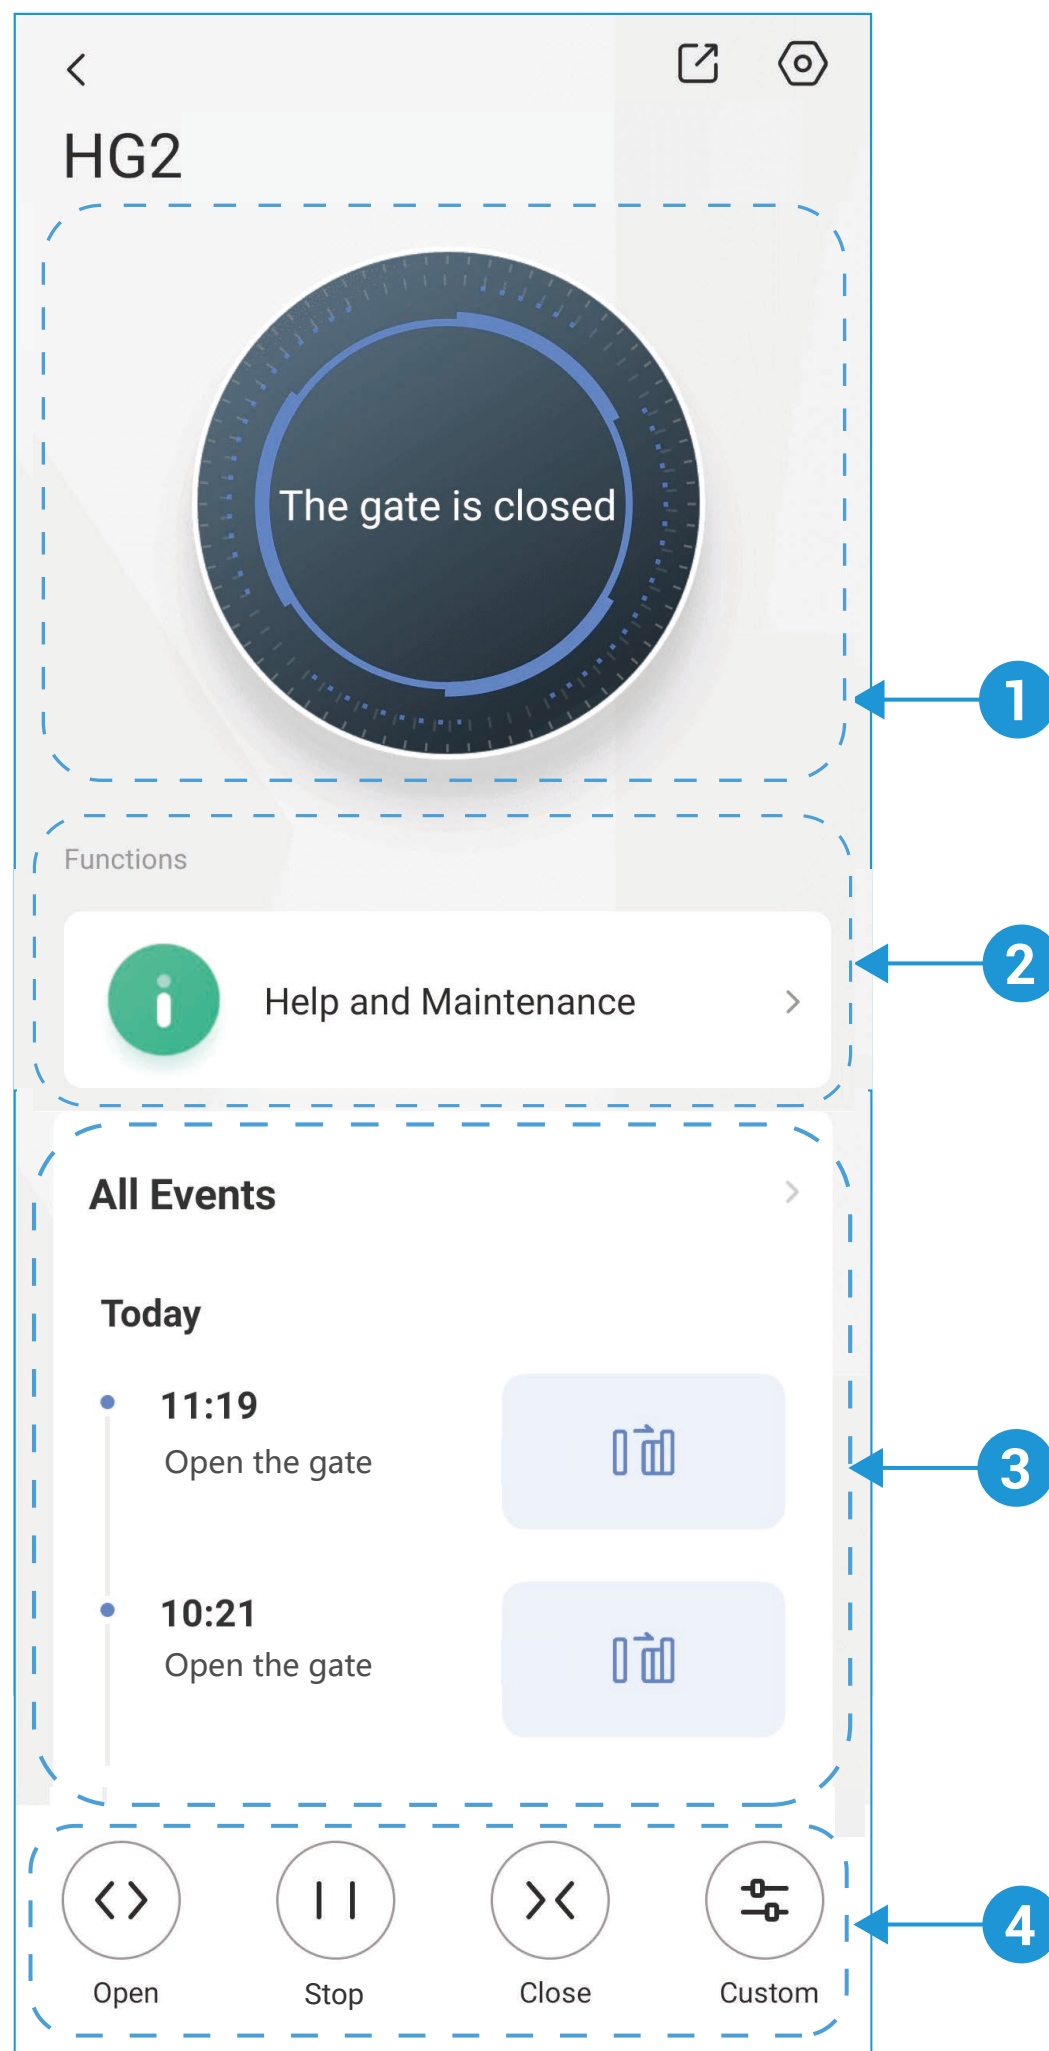 HG2
The gate is closed
1
Functions
Help and Maintenance
2
All Events
Today
11:19
Open the gate
3
10:21
Open the gate
Open Stop Close Custom
4